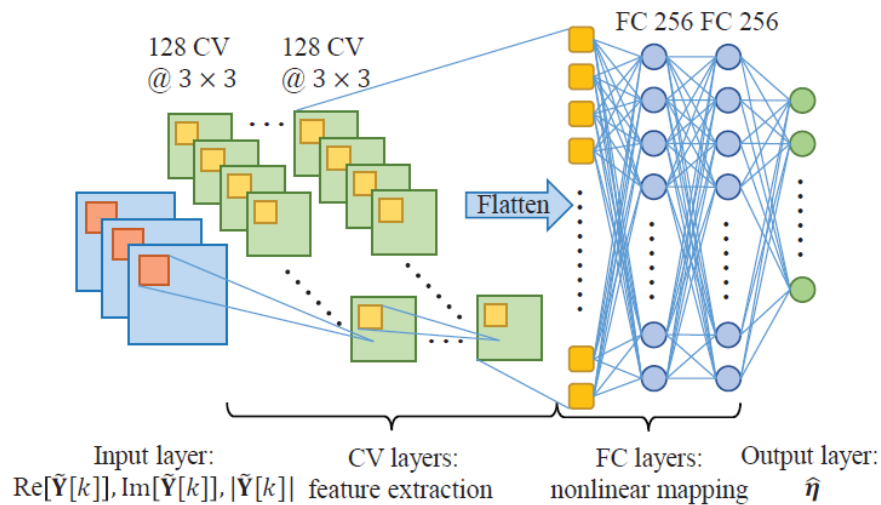 128 CV
@ 3 × 3
128 CV
@ 3 × 3
FC 256 FC 256
Flatten
Input layer:
Re[Ỹ[k]], Im[Ỹ[k]], |Ỹ[k]|
CV layers:
feature extraction
FC layers:
nonlinear mapping
Output layer:
η̂